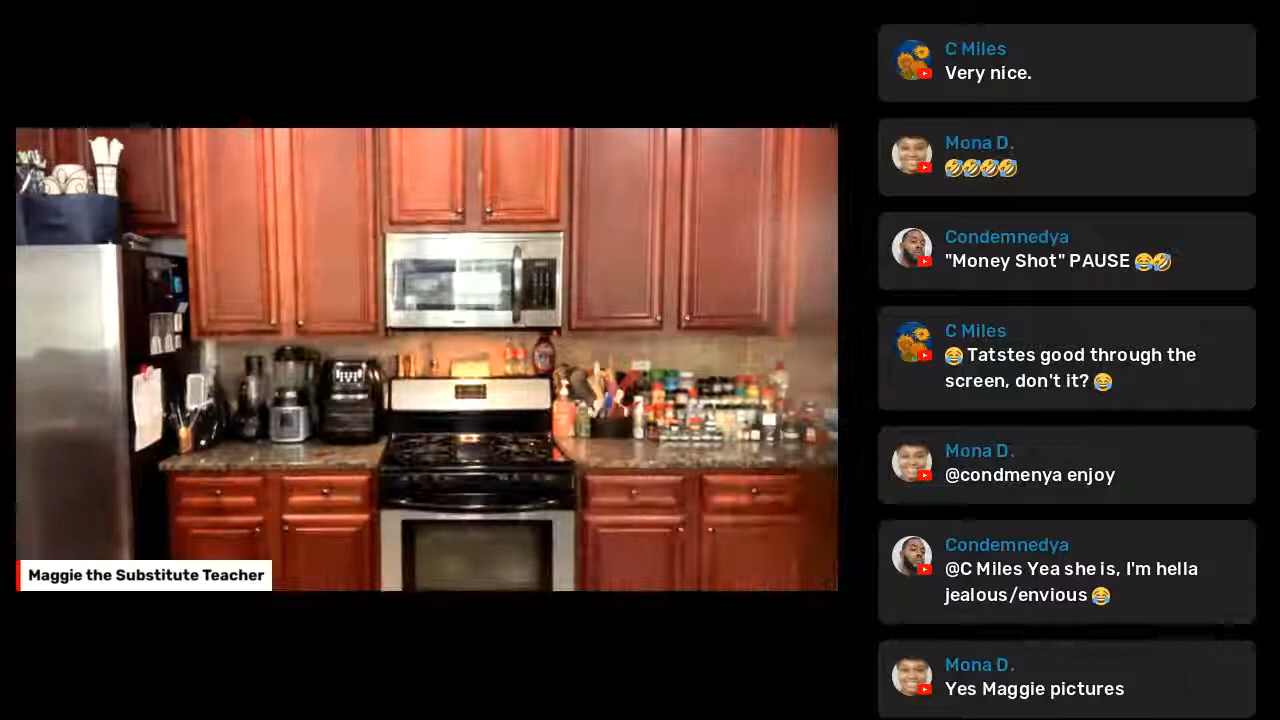 C Miles
Very nice.
Mona D.
🤣🤣🤣🤣
Condemnedya
"Money Shot" PAUSE 😂🤣
C Miles
😂 Tatstes good through the
screen, don't it? 😂
Mona D.
@condmenya enjoy
Condemnedya
@C Miles Yea she is, I'm hella
jealous/envious 😂
Mona D.
Yes Maggie pictures
Maggie the Substitute Teacher